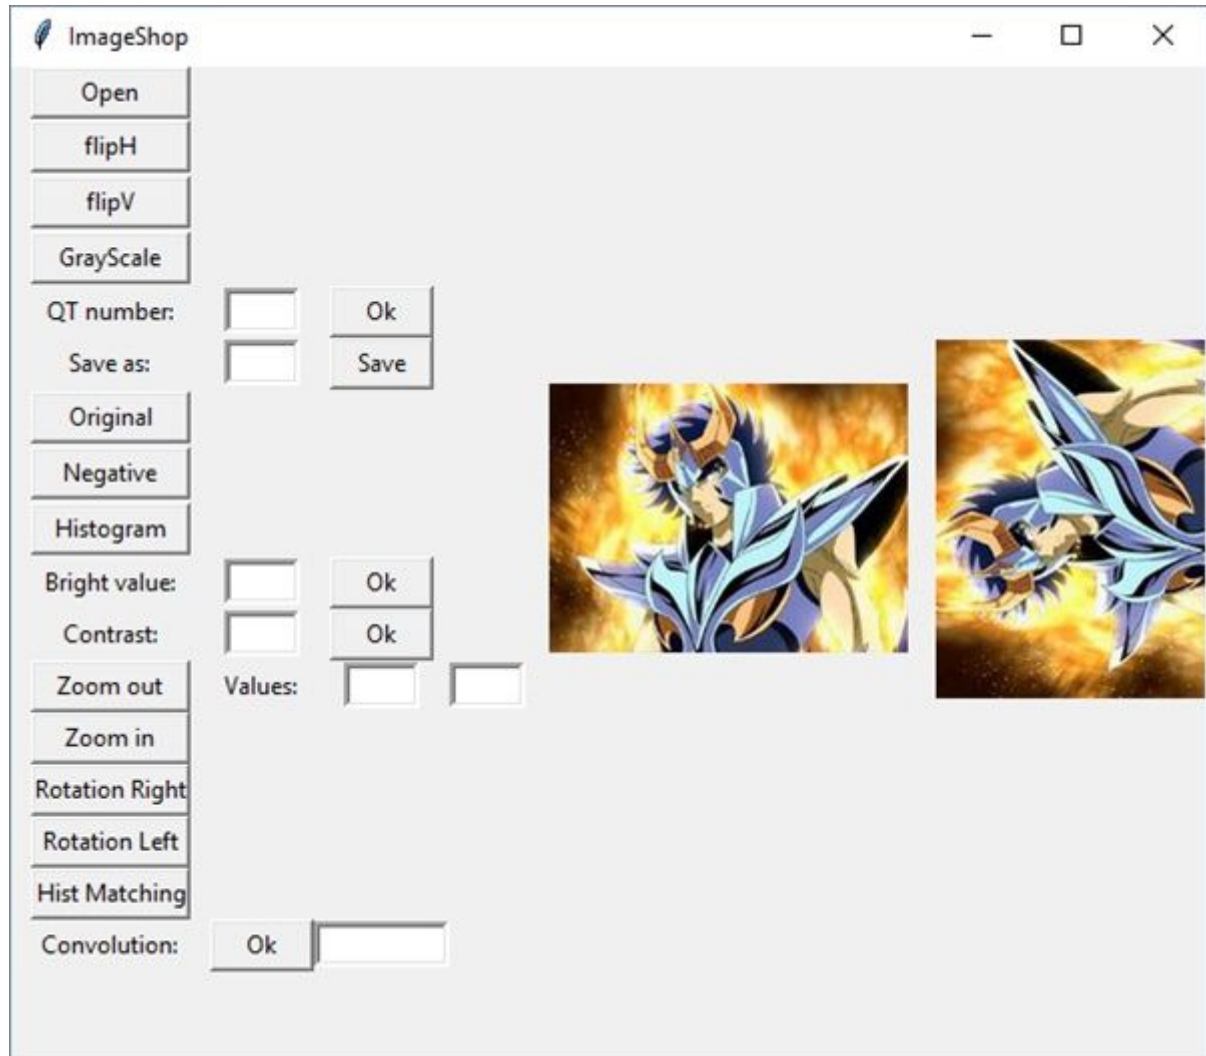 ImageShop
Open
flipH
flipV
GrayScale
QT number: Ok
Save as: Save
Original
Negative
Histogram
Bright value: Ok
Contrast: Ok
Zoom out Values:
Zoom in
Rotation Right
Rotation Left
Hist Matching
Convolution: Ok